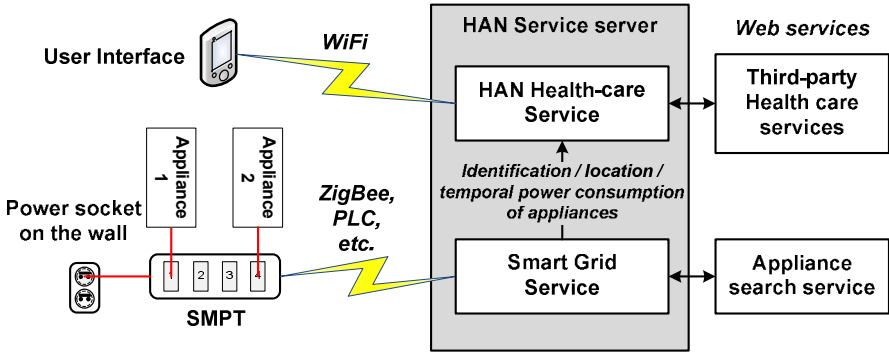 HAN Service server
Web services
User Interface
WiFi
HAN Health-care
Service
Third-party
Health care
services
Appliance
1
Appliance
2
Identification / location /
temporal power consumption
of appliances
Power socket
on the wall
ZigBee,
PLC,
etc.
1
2
3
4
SMPT
Smart Grid
Service
Appliance
search service